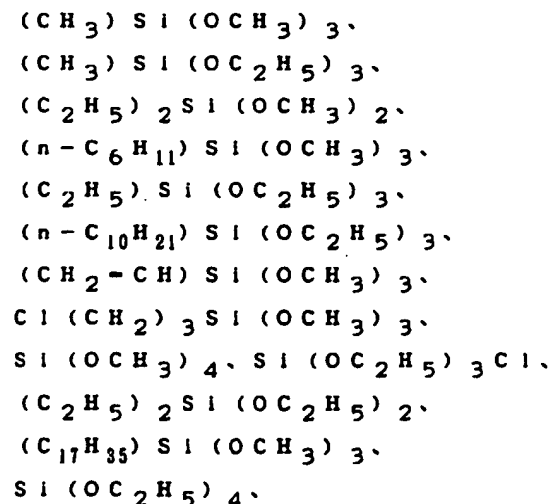 (CH₃)Si(OCH₃)₃、
(CH₃)Si(OC₂H₅)₃、
(C₂H₅)₂Si(OCH₃)₂、
(n-C₆H₁₁)Si(OCH₃)₃、
(C₂H₅)Si(OC₂H₅)₃、
(n-C₁₀H₂₁)Si(OC₂H₅)₃、
(CH₂=CH)Si(OCH₃)₃、
Cl(CH₂)₃Si(OCH₃)₃、
Si(OCH₃)₄、Si(OC₂H₅)₃Cl、
(C₂H₅)₂Si(OC₂H₅)₂、
(C₁₇H₃₅)Si(OCH₃)₃、
Si(OC₂H₅)₄、